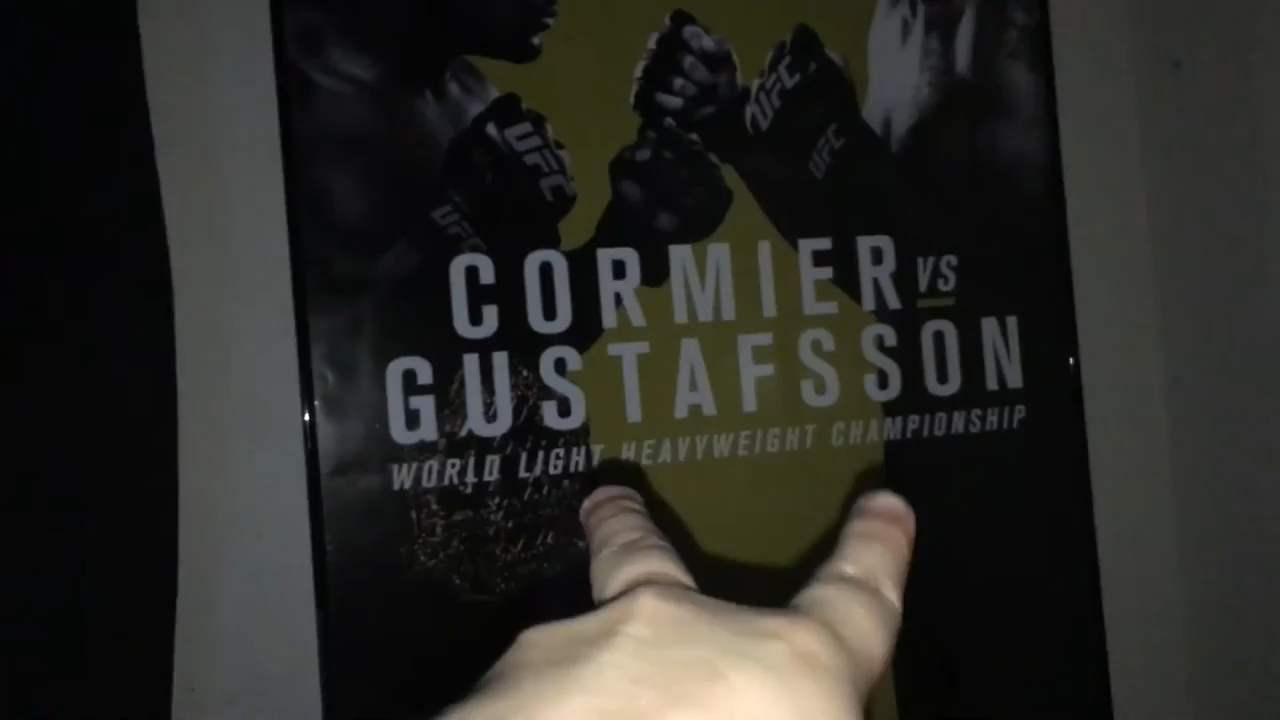 UFC
UFC
UFC
UFC
CORMIER VS
GUSTAFSSON
WORLD LIGHT HEAVYWEIGHT CHAMPIONSHIP